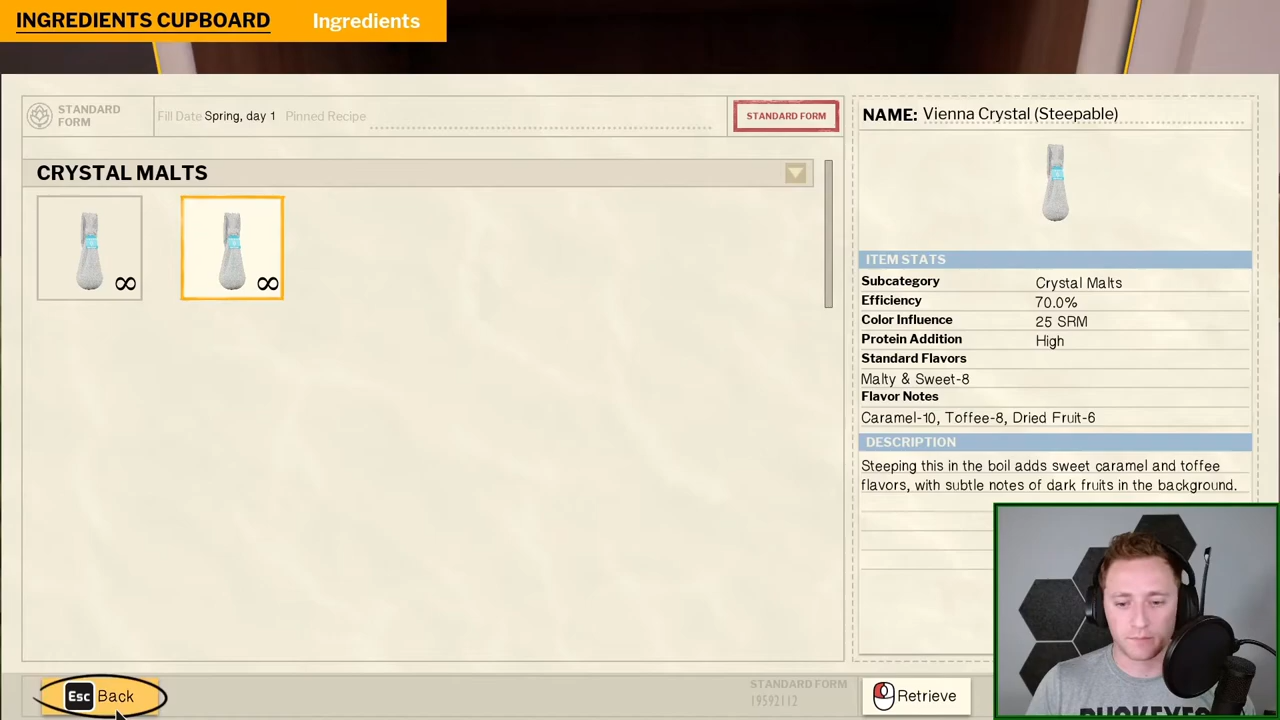 INGREDIENTS CUPBOARD Ingredients
STANDARD FORM
Fill Date Spring, day 1 Pinned Recipe
STANDARD FORM
CRYSTAL MALTS
∞ ∞
NAME: Vienna Crystal (Steepable)
ITEM STATS
Subcategory Crystal Malts
Efficiency 70.0%
Color Influence 25 SRM
Protein Addition High
Standard Flavors
Malty & Sweet-8
Flavor Notes
Caramel-10, Toffee-8, Dried Fruit-6
DESCRIPTION
Steeping this in the boil adds sweet caramel and toffee
flavors, with subtle notes of dark fruits in the background.
Esc Back
STANDARD FORM
19592112
Retrieve